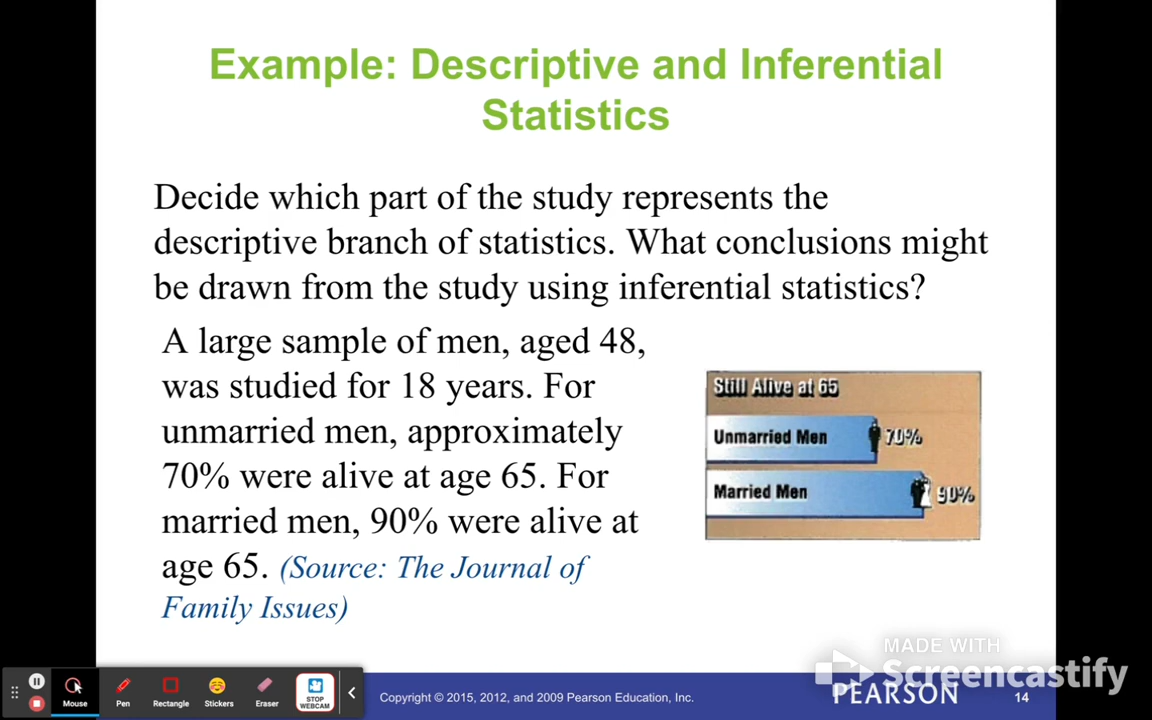 Example: Descriptive and Inferential
Statistics
Decide which part of the study represents the
descriptive branch of statistics. What conclusions might
be drawn from the study using inferential statistics?
A large sample of men, aged 48,
was studied for 18 years. For
unmarried men, approximately
70% were alive at age 65. For
married men, 90% were alive at
age 65. (Source: The Journal of
Family Issues)
Still Alive at 65
Unmarried Men 70%
Married Men 90%
MADE WITH
Screencastify
Mouse
Pen
Rectangle
Stickers
Eraser
STOP
WEBCAM
Copyright © 2015, 2012, and 2009 Pearson Education, Inc.
PEARSON
14